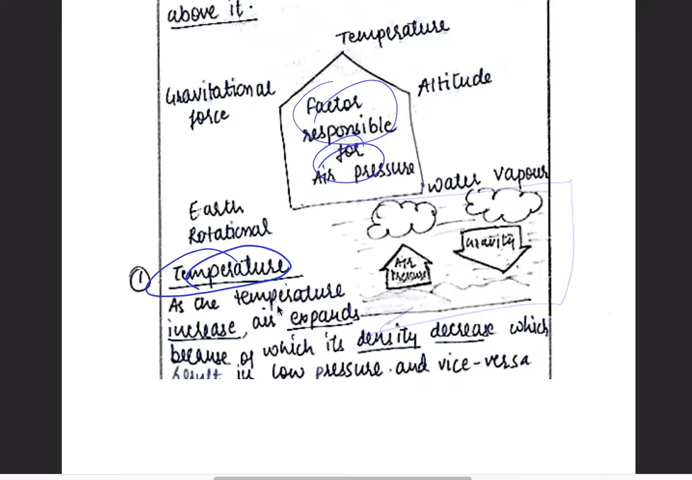 above it.
Temperature
Gravitational
force
Altitude
Factor
responsible
for
Air pressure
Water vapour
Earth
Rotational
Gravity
Air
Pressure
① Temperature
As the temperature
increase, air expands
because of which its density decrease which
result in low pressure and vice-versa